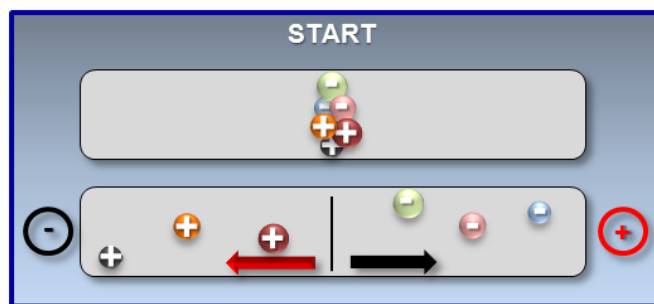 START
-
- -
+ +
+
- + + + - - - +